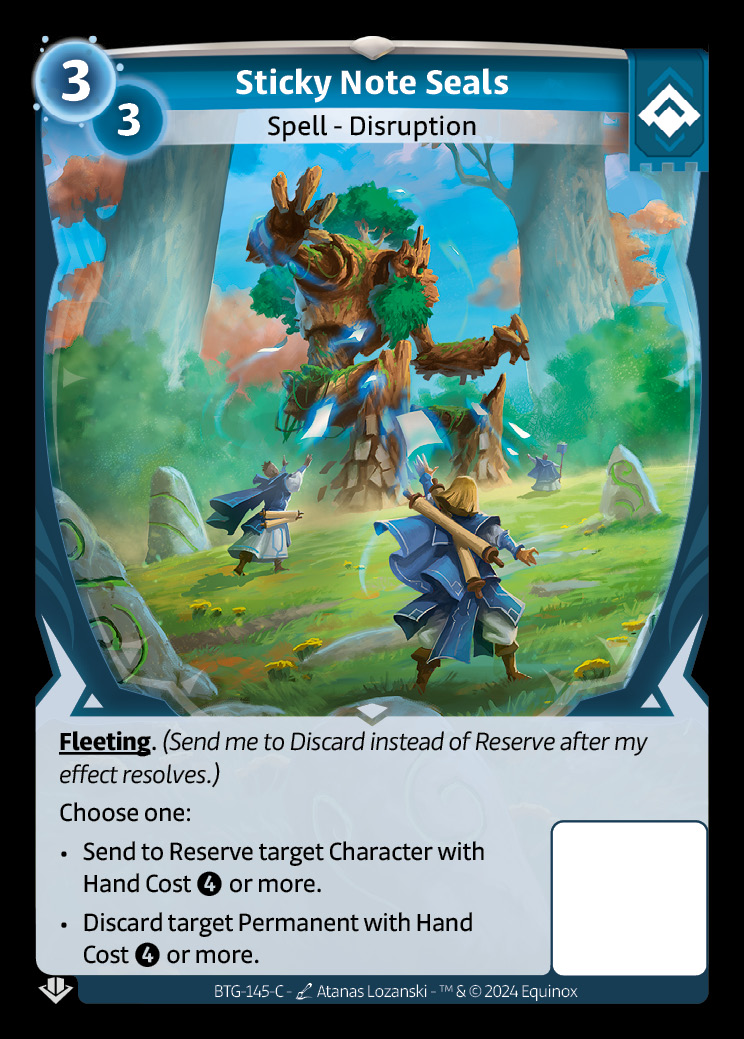 3
3
Sticky Note Seals
Spell - Disruption
Fleeting. (Send me to Discard instead of Reserve after my
effect resolves.)
Choose one:
• Send to Reserve target Character with
Hand Cost 4 or more.
• Discard target Permanent with Hand
Cost 4 or more.
BTG-145-C - Atanas Lozanski - ™ & © 2024 Equinox